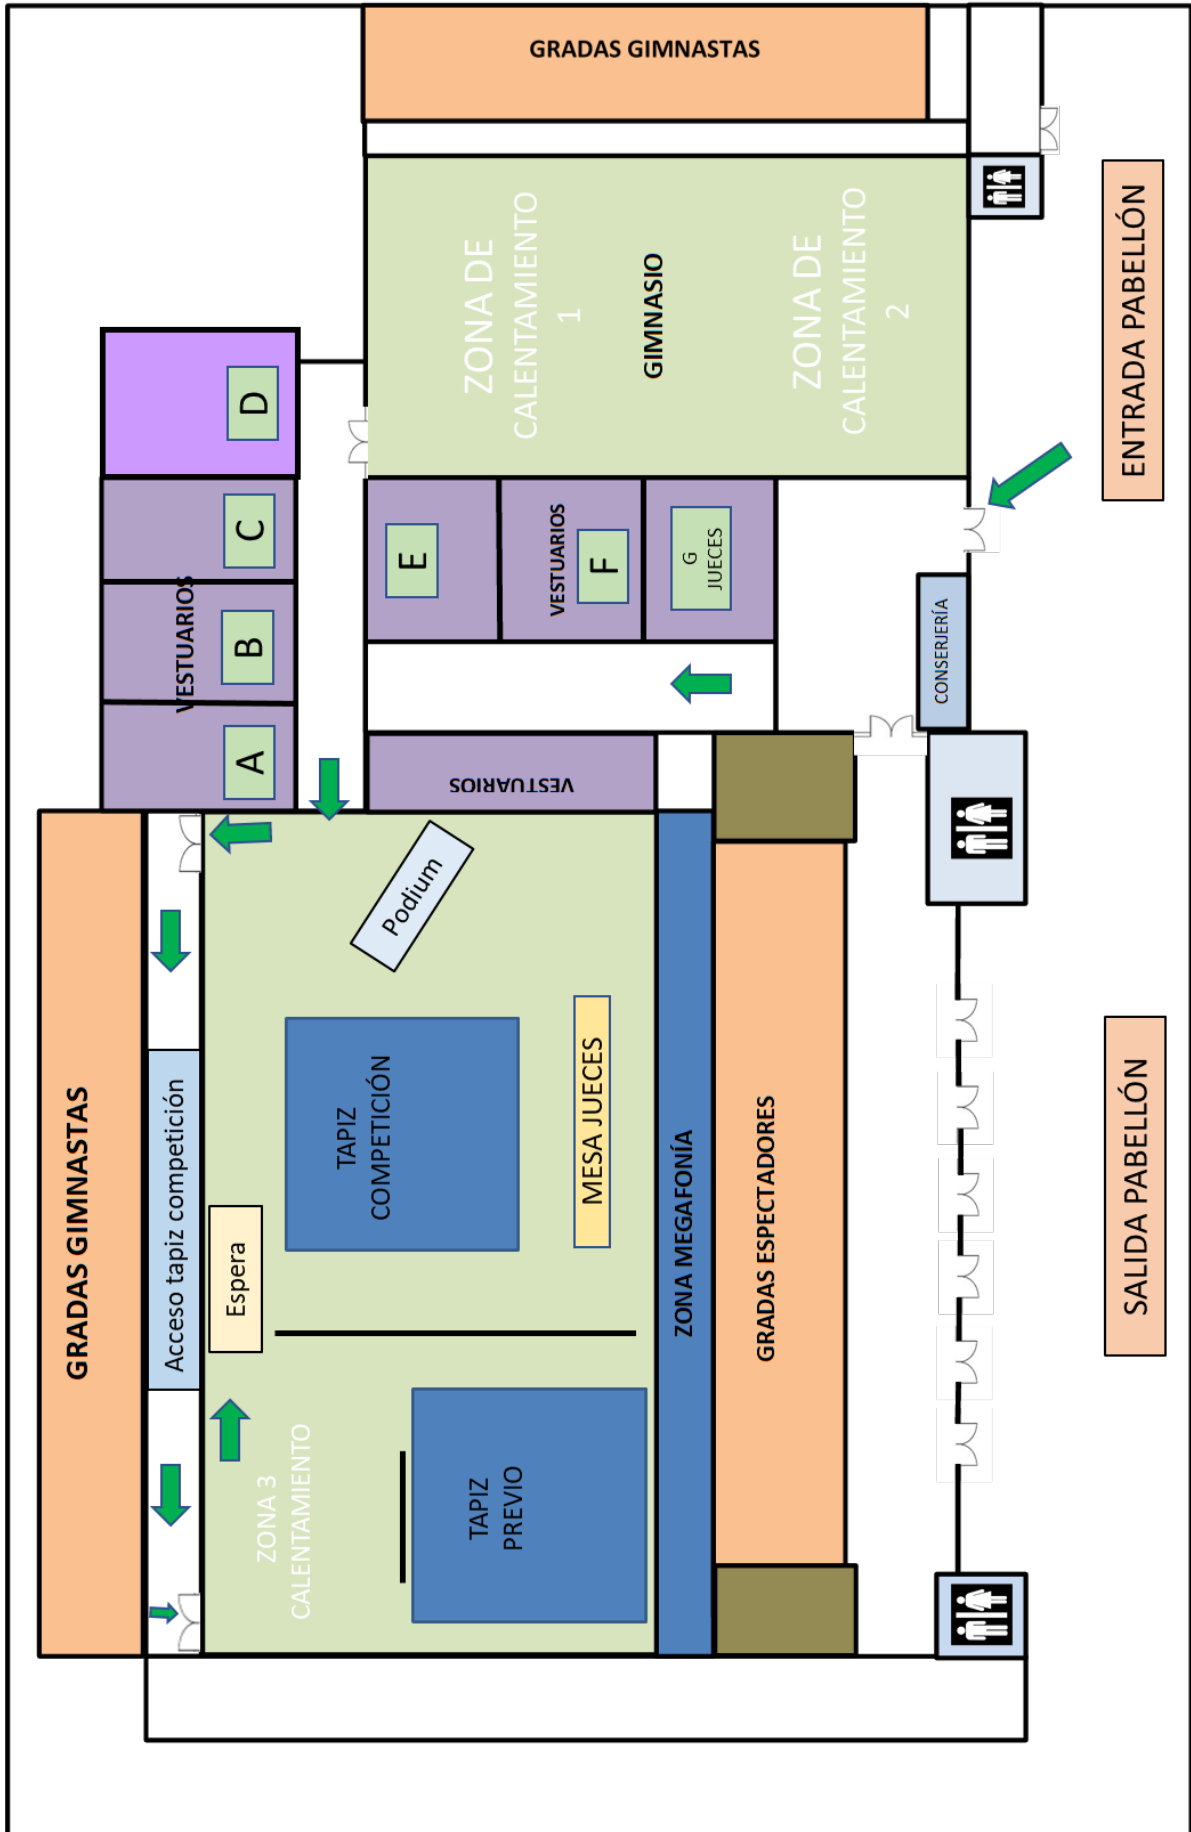 GRADAS GIMNASTAS
ZONA DE
CALENTAMIENTO
1
GIMNASIO
ZONA DE
CALENTAMIENTO
2
ENTRADA PABELLÓN
D
C
VESTUARIOS
B
A
E
VESTUARIOS
F
G
JUECES
CONSERJERÍA
VESTUARIOS
Podium
GRADAS GIMNASTAS
Acceso tapiz competición
Espera
TAPIZ
COMPETICIÓN
MESA JUECES
ZONA MEGAFONÍA
GRADAS ESPECTADORES
SALIDA PABELLÓN
ZONA 3
CALENTAMIENTO
TAPIZ
PREVIO